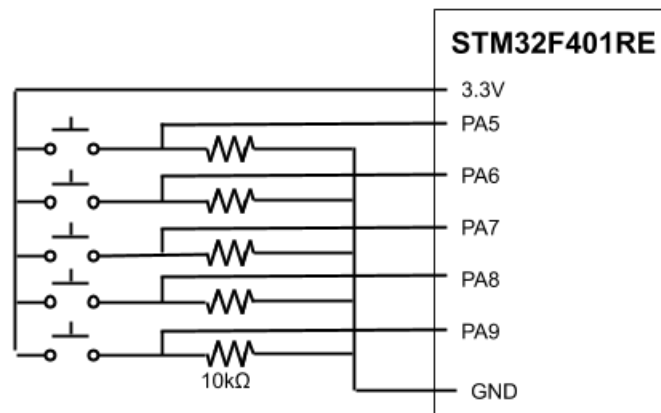 STM32F401RE
3.3V
PA5
PA6
PA7
PA8
PA9
10kΩ
GND